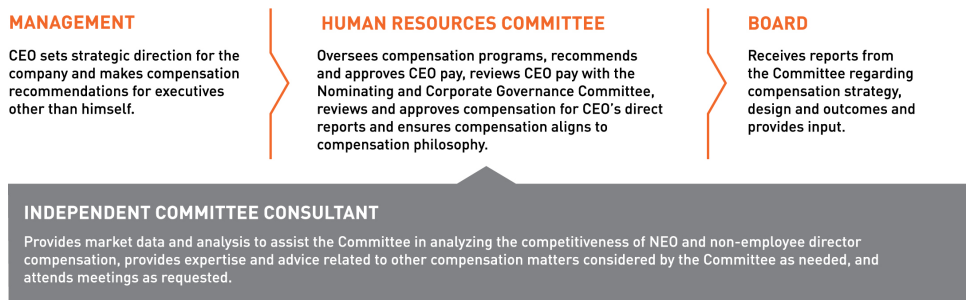 MANAGEMENT
CEO sets strategic direction for the
company and makes compensation
recommendations for executives
other than himself.
HUMAN RESOURCES COMMITTEE
Oversees compensation programs, recommends
and approves CEO pay, reviews CEO pay with the
Nominating and Corporate Governance Committee,
reviews and approves compensation for CEO’s direct
reports and ensures compensation aligns to
compensation philosophy.
BOARD
Receives reports from
the Committee regarding
compensation strategy,
design and outcomes and
provides input.
INDEPENDENT COMMITTEE CONSULTANT
Provides market data and analysis to assist the Committee in analyzing the competitiveness of NEO and non-employee director
compensation, provides expertise and advice related to other compensation matters considered by the Committee as needed, and
attends meetings as requested.